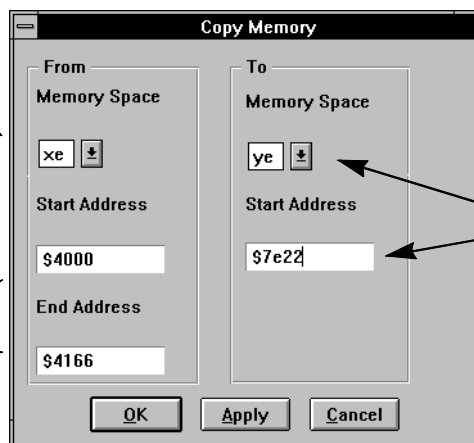 Copy Memory
From
Memory Space
xe
Start Address
$4000
End Address
$4166
To
Memory Space
ye
Start Address
$7e22
OK
Apply
Cancel